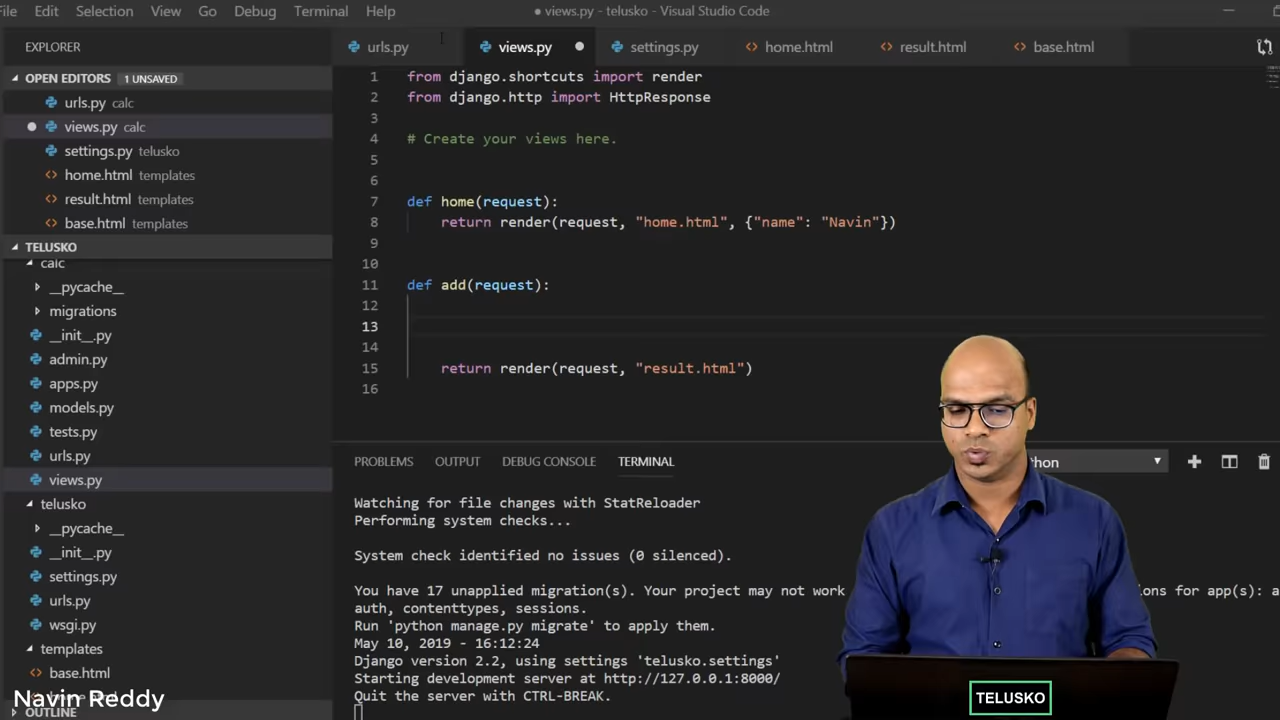 File Edit Selection View Go Debug Terminal Help
● views.py - telusko - Visual Studio Code
EXPLORER
OPEN EDITORS 1 UNSAVED
urls.py calc
views.py calc
settings.py telusko
home.html templates
result.html templates
base.html templates
TELUSKO
calc
__pycache__
migrations
__init__.py
admin.py
apps.py
models.py
tests.py
urls.py
views.py
telusko
__pycache__
__init__.py
settings.py
urls.py
wsgi.py
templates
base.html
OUTLINE
urls.py views.py settings.py home.html result.html base.html
1 from django.shortcuts import render
2 from django.http import HttpResponse
3
4 # Create your views here.
5
6
7 def home(request):
8 return render(request, "home.html", {"name": "Navin"})
9
10
11 def add(request):
12
13
14
15 return render(request, "result.html")
16
PROBLEMS OUTPUT DEBUG CONSOLE TERMINAL
Watching for file changes with StatReloader
Performing system checks...
System check identified no issues (0 silenced).
You have 17 unapplied migration(s). Your project may not work
for app(s): a
auth, contenttypes, sessions.
Run 'python manage.py migrate' to apply them.
May 10, 2019 - 16:12:24
Django version 2.2, using settings 'telusko.settings'
Starting development server at http://127.0.0.1:8000/
Quit the server with CTRL-BREAK.
Navin Reddy
TELUSKO